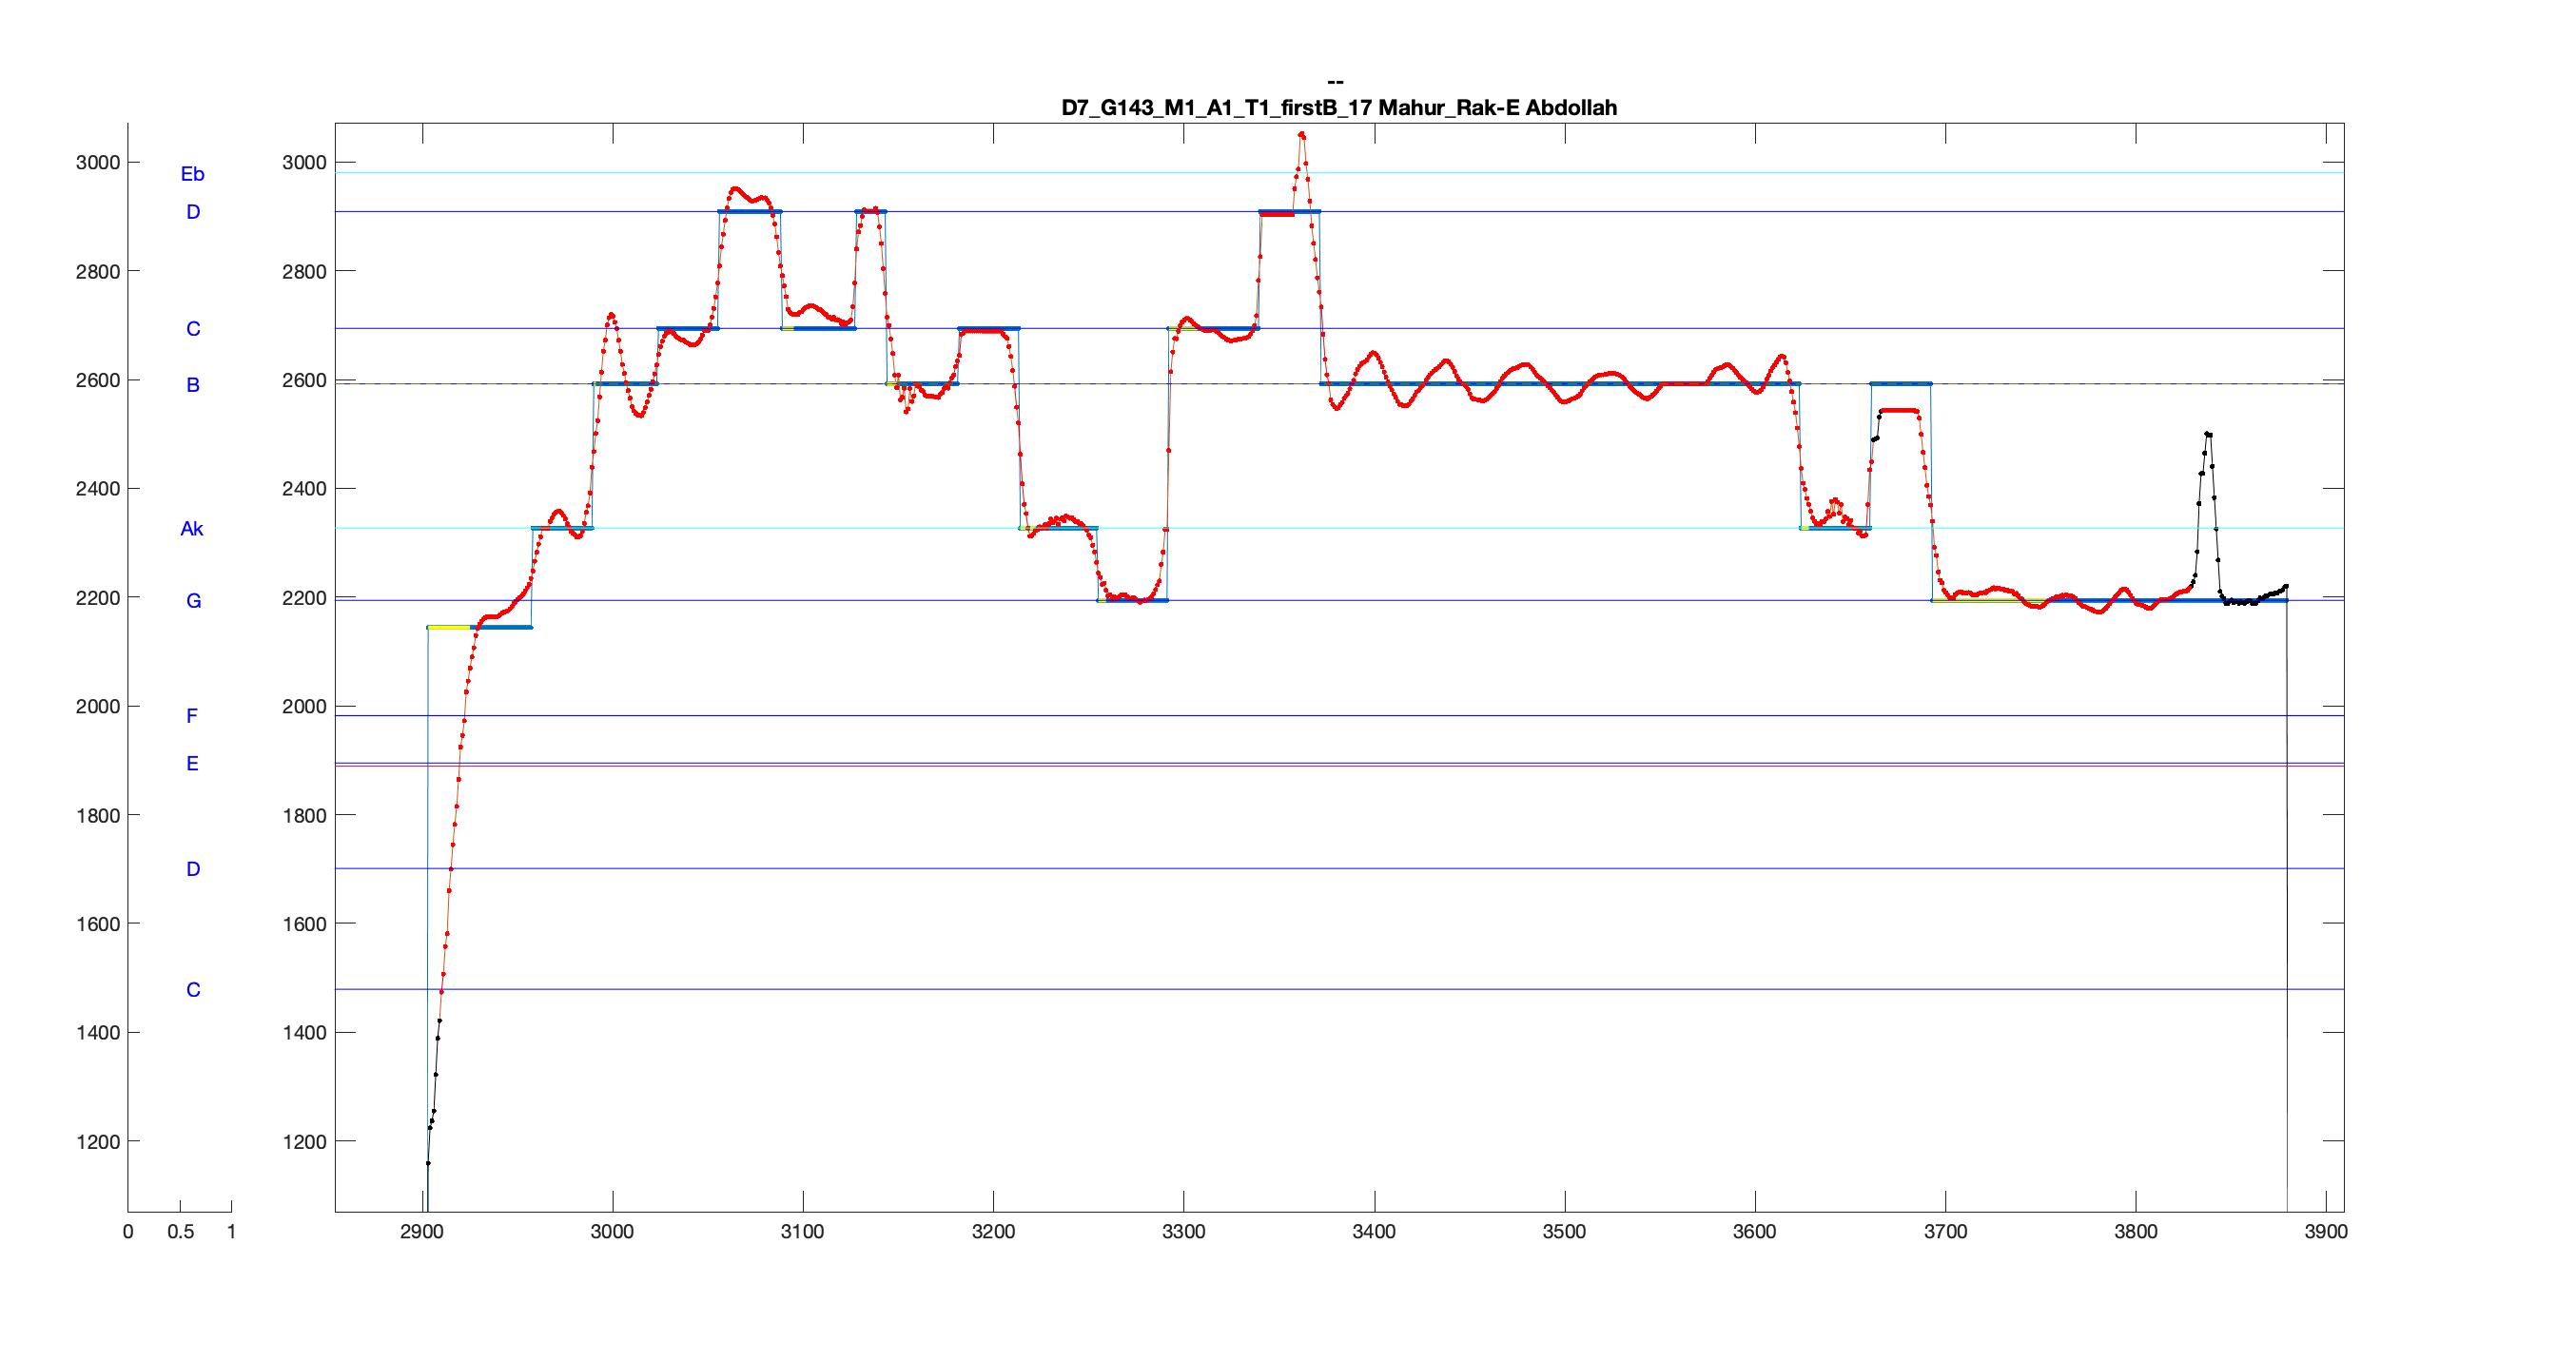 --
D7_G143_M1_A1_T1_firstB_17 Mahur_Rak-E Abdollah
3000 Eb 3000
D
2800 2800
C
2600 B 2600
2400 2400
Ak
2200 G 2200
2000 F 2000
E
1800 1800
D
1600 1600
C
1400 1400
1200 1200
0 0.5 1 2900 3000 3100 3200 3300 3400 3500 3600 3700 3800 3900